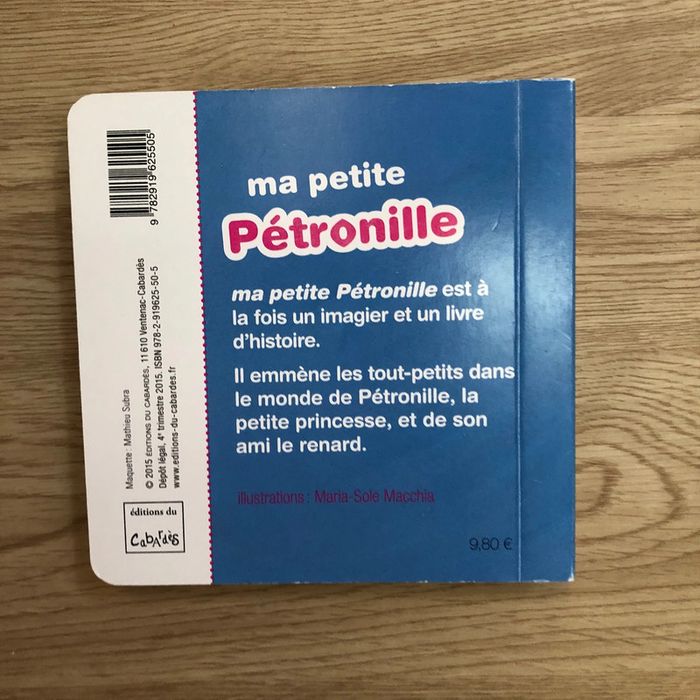 ma petite
Pétronille
ma petite Pétronille est à
la fois un imagier et un livre
d'histoire.
Il emmène les tout-petits dans
le monde de Pétronille, la
petite princesse, et de son
ami le renard.
illustrations : Maria-Sole Macchia
9,80 €
9 782919 625505
Maquette : Mathieu Subra
© 2015 EDITIONS DU CABARDÈS, 11 610 Ventenac-Cabardès
Dépôt légal, 4e trimestre 2015. ISBN 978-2-919625-50-5
www.editions-du-cabardes.fr
éditions du
CabArdès